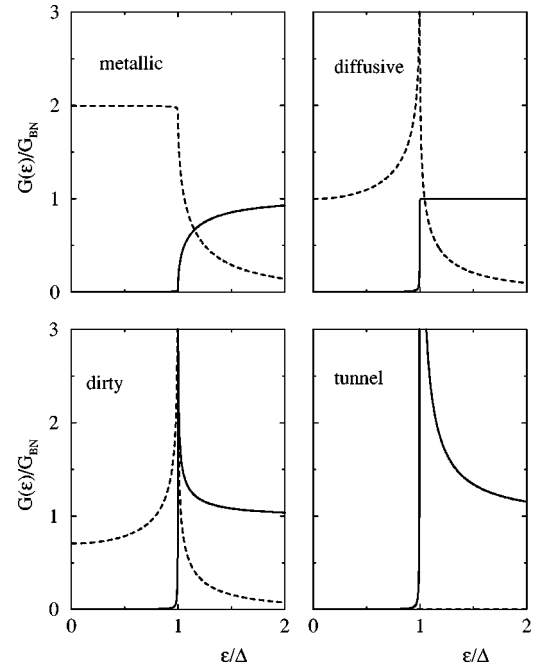 3
2
1
0
G(ε)/G_BN
metallic
diffusive
3
2
1
0
0 1 2
G(ε)/G_BN
dirty
tunnel
0 1 2
ε/Δ
ε/Δ